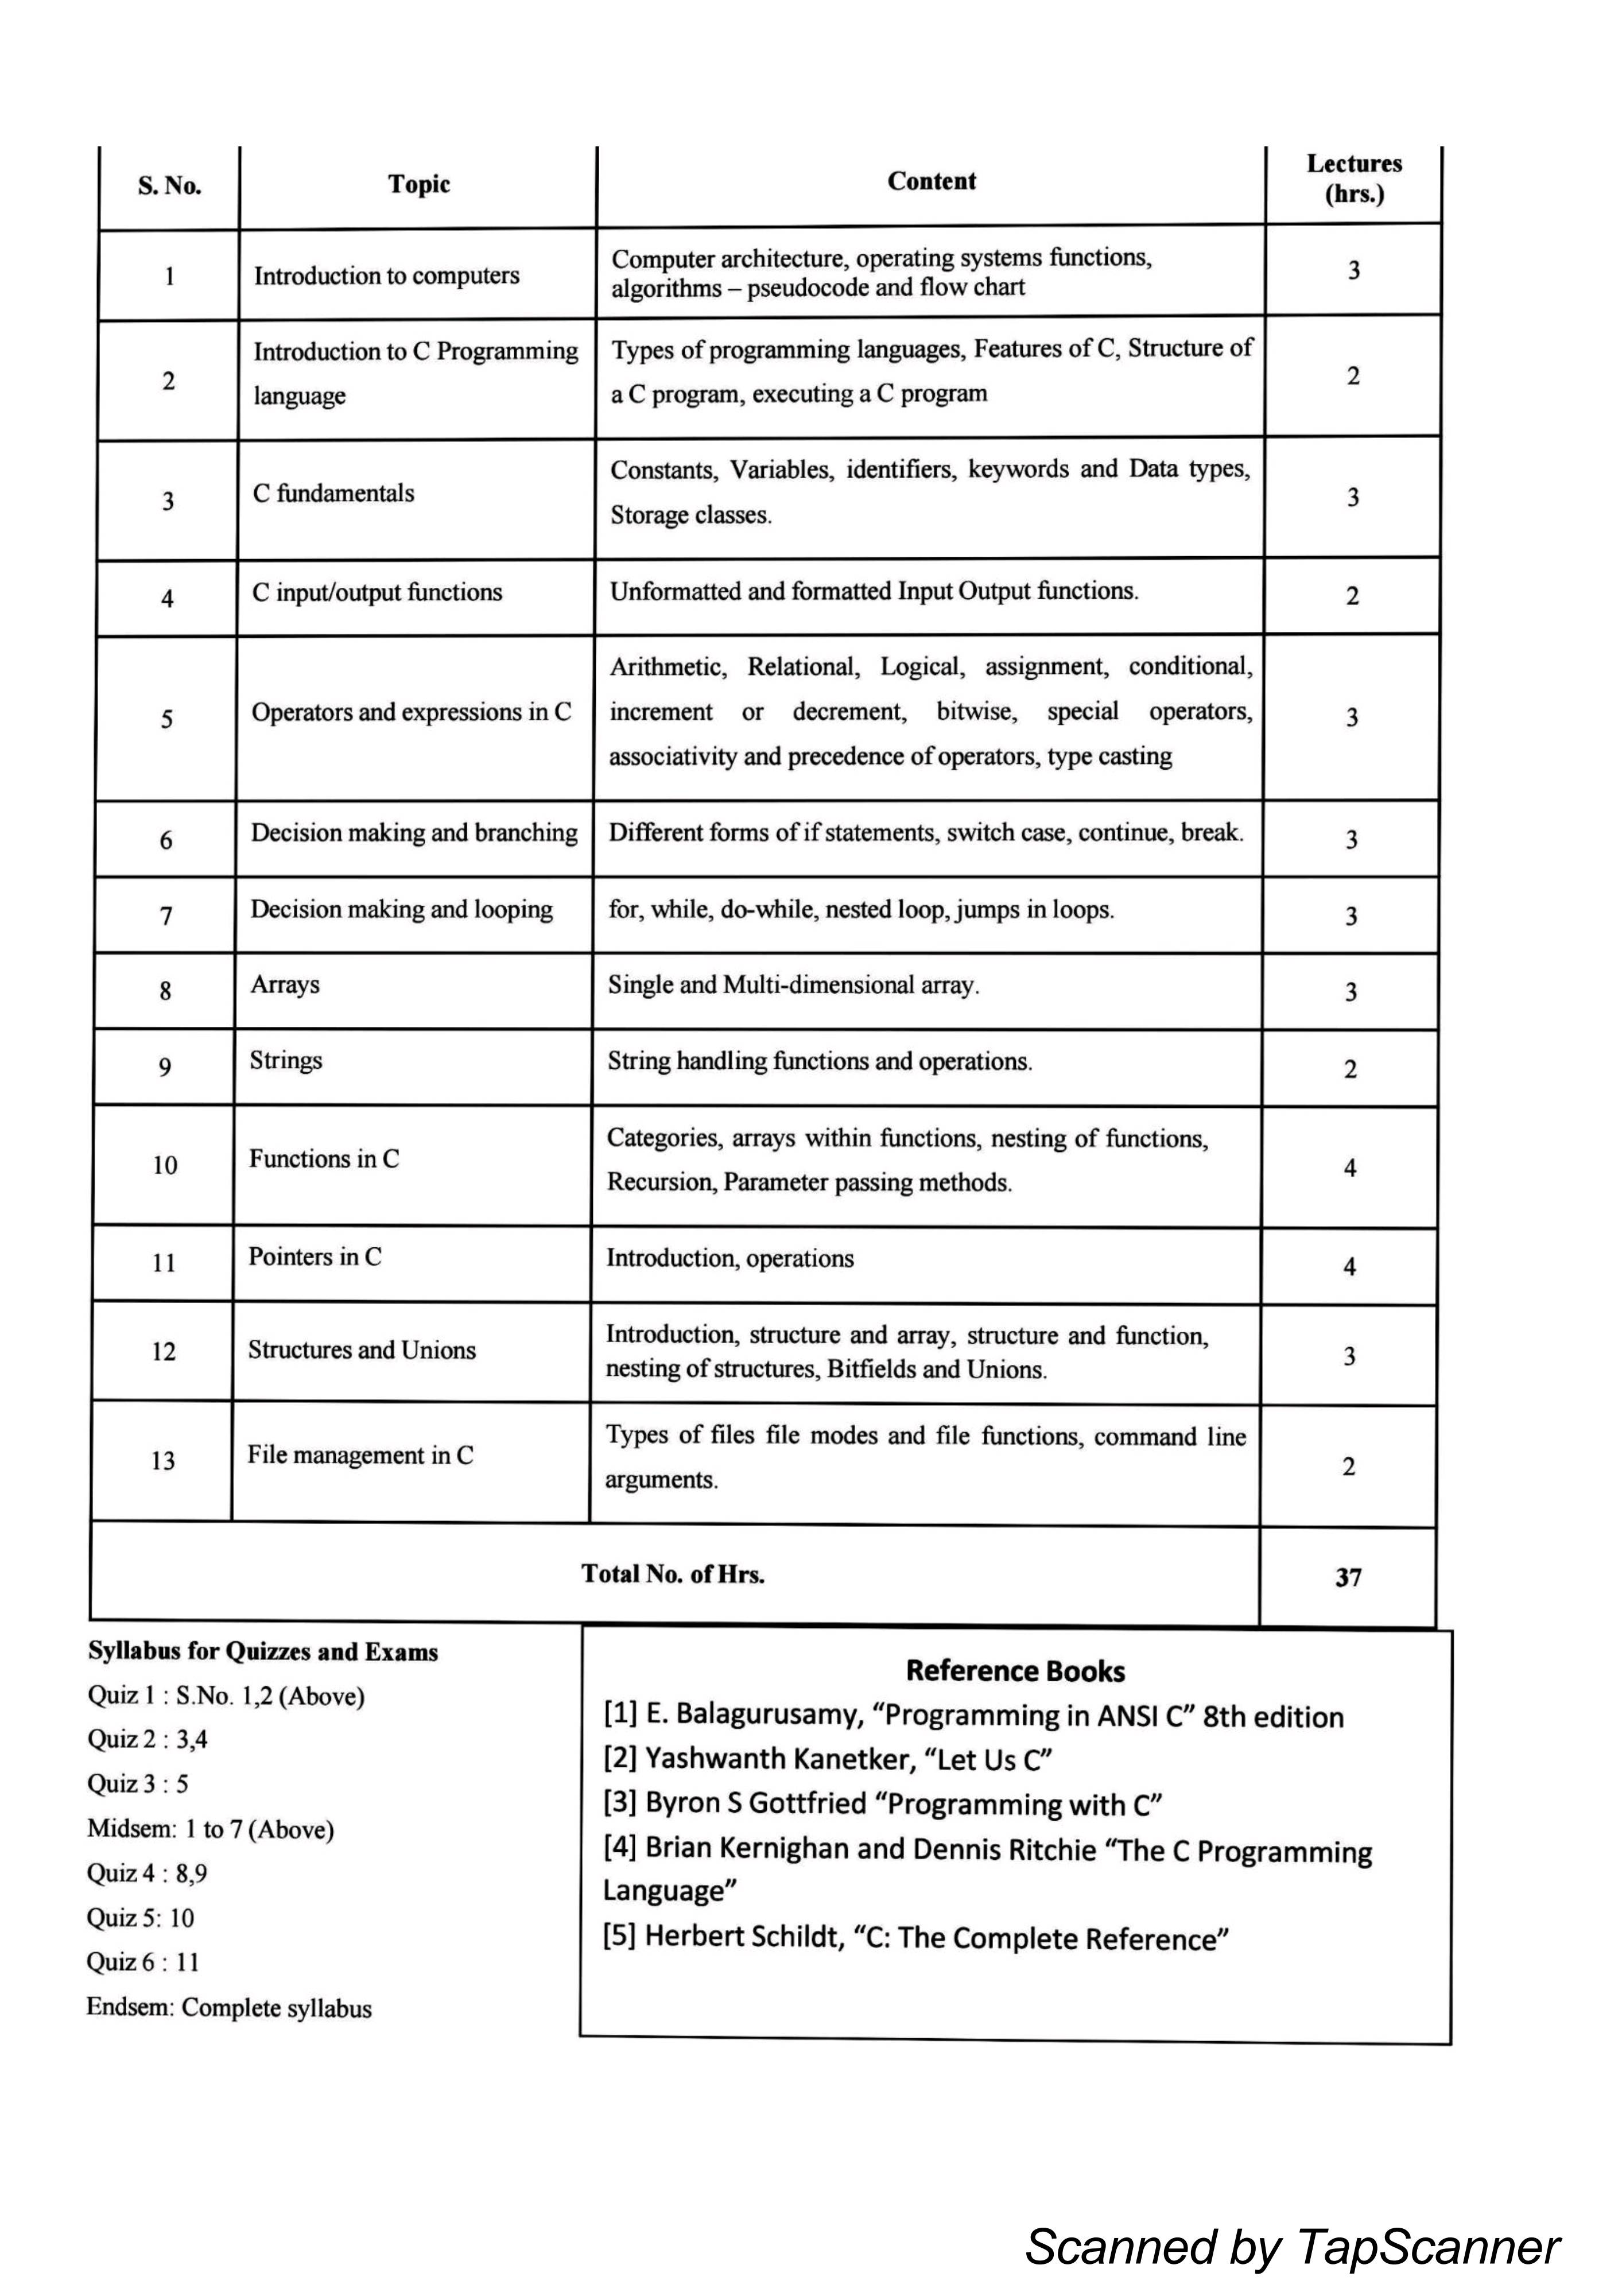 S. No. Topic Content Lectures (hrs.)
1 Introduction to computers Computer architecture, operating systems functions,
algorithms – pseudocode and flow chart 3
2 Introduction to C Programming language Types of programming languages, Features of C, Structure of
a C program, executing a C program 2
3 C fundamentals Constants, Variables, identifiers, keywords and Data types,
Storage classes. 3
4 C input/output functions Unformatted and formatted Input Output functions. 2
5 Operators and expressions in C Arithmetic, Relational, Logical, assignment, conditional,
increment or decrement, bitwise, special operators,
associativity and precedence of operators, type casting 3
6 Decision making and branching Different forms of if statements, switch case, continue, break. 3
7 Decision making and looping for, while, do-while, nested loop, jumps in loops. 3
8 Arrays Single and Multi-dimensional array. 3
9 Strings String handling functions and operations. 2
10 Functions in C Categories, arrays within functions, nesting of functions,
Recursion, Parameter passing methods. 4
11 Pointers in C Introduction, operations 4
12 Structures and Unions Introduction, structure and array, structure and function,
nesting of structures, Bitfields and Unions. 3
13 File management in C Types of files file modes and file functions, command line
arguments. 2
Total No. of Hrs. 37
Syllabus for Quizzes and Exams
Quiz 1 : S.No. 1,2 (Above)
Quiz 2 : 3,4
Quiz 3 : 5
Midsem: 1 to 7 (Above)
Quiz 4 : 8,9
Quiz 5: 10
Quiz 6 : 11
Endsem: Complete syllabus
Reference Books
[1] E. Balagurusamy, “Programming in ANSI C” 8th edition
[2] Yashwanth Kanetker, “Let Us C”
[3] Byron S Gottfried “Programming with C”
[4] Brian Kernighan and Dennis Ritchie “The C Programming
Language”
[5] Herbert Schildt, “C: The Complete Reference”
Scanned by TapScanner